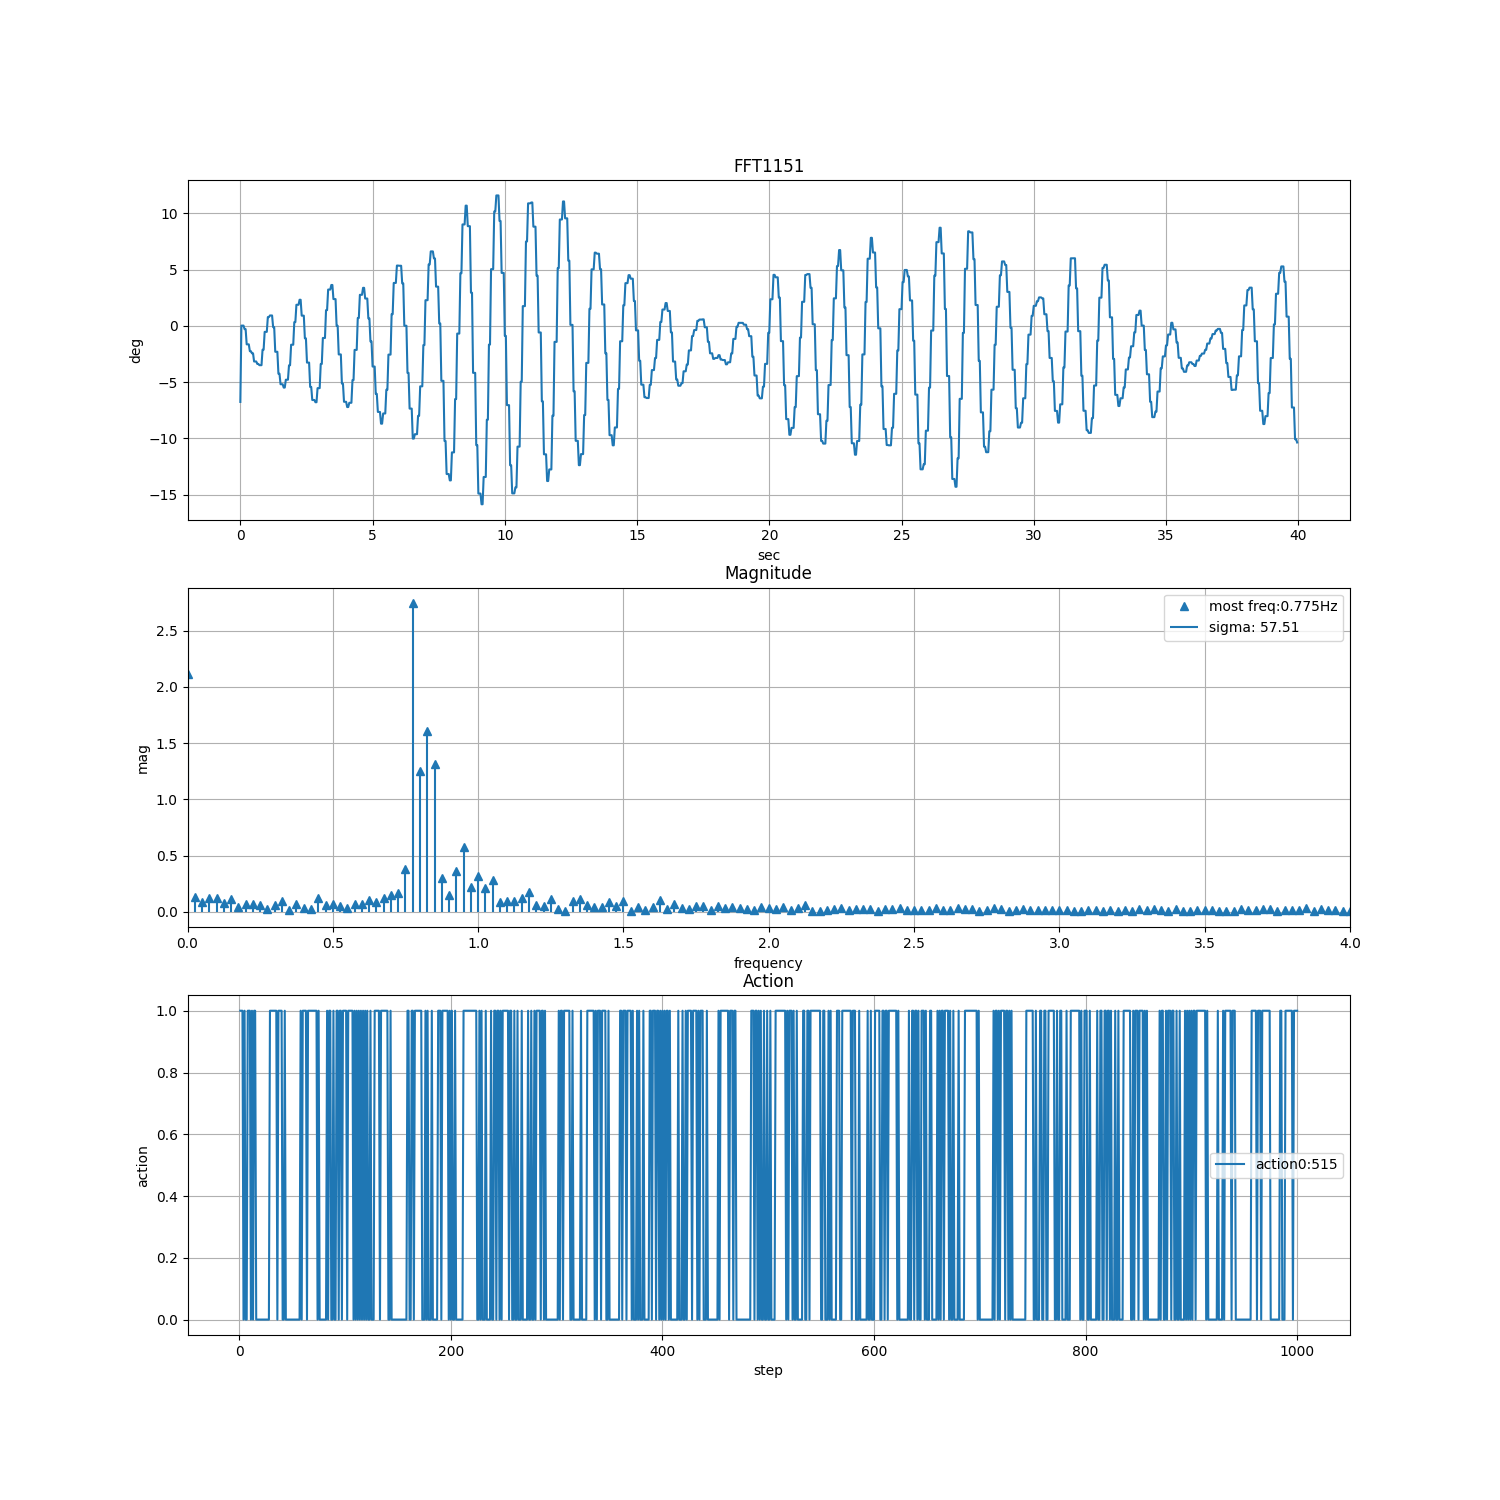 FFT1151
10
5
0
−5
−10
−15
deg
0 5 10 15 20 25 30 35 40
sec
Magnitude
most freq:0.775Hz
sigma: 57.51
2.5
2.0
1.5
1.0
0.5
0.0
mag
0.0 0.5 1.0 1.5 2.0 2.5 3.0 3.5 4.0
frequency
Action
1.0
0.8
0.6
0.4
0.2
0.0
action
action0:515
0 200 400 600 800 1000
step